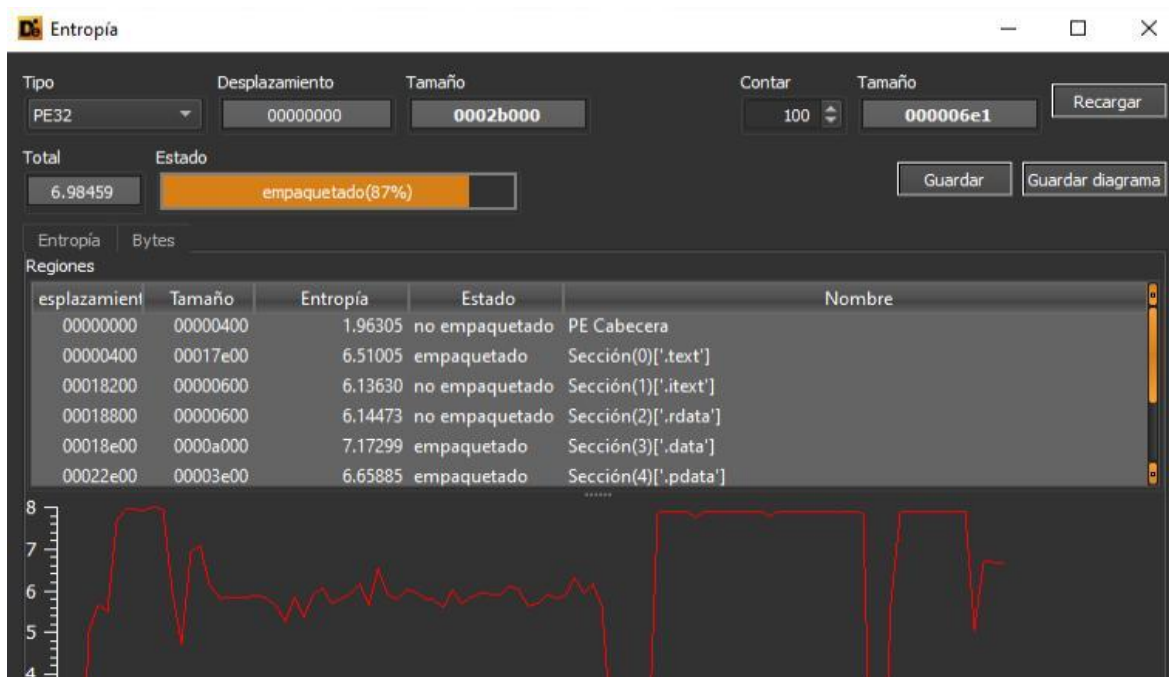 De Entropía
Tipo Desplazamiento Tamaño Contar Tamaño
PE32 00000000 0002b000 100 000006e1 Recargar
Total Estado
6.98459 empaquetado(87%) Guardar Guardar diagrama
Entropía Bytes
Regiones
esplazamient Tamaño Entropía Estado Nombre
00000000 00000400 1.96305 no empaquetado PE Cabecera
00000400 00017e00 6.51005 empaquetado Sección(0)['.text']
00018200 00000600 6.13630 no empaquetado Sección(1)['.itext']
00018800 00000600 6.14473 no empaquetado Sección(2)['.rdata']
00018e00 0000a000 7.17299 empaquetado Sección(3)['.data']
00022e00 00003e00 6.65885 empaquetado Sección(4)['.pdata']
8
7
6
5
4